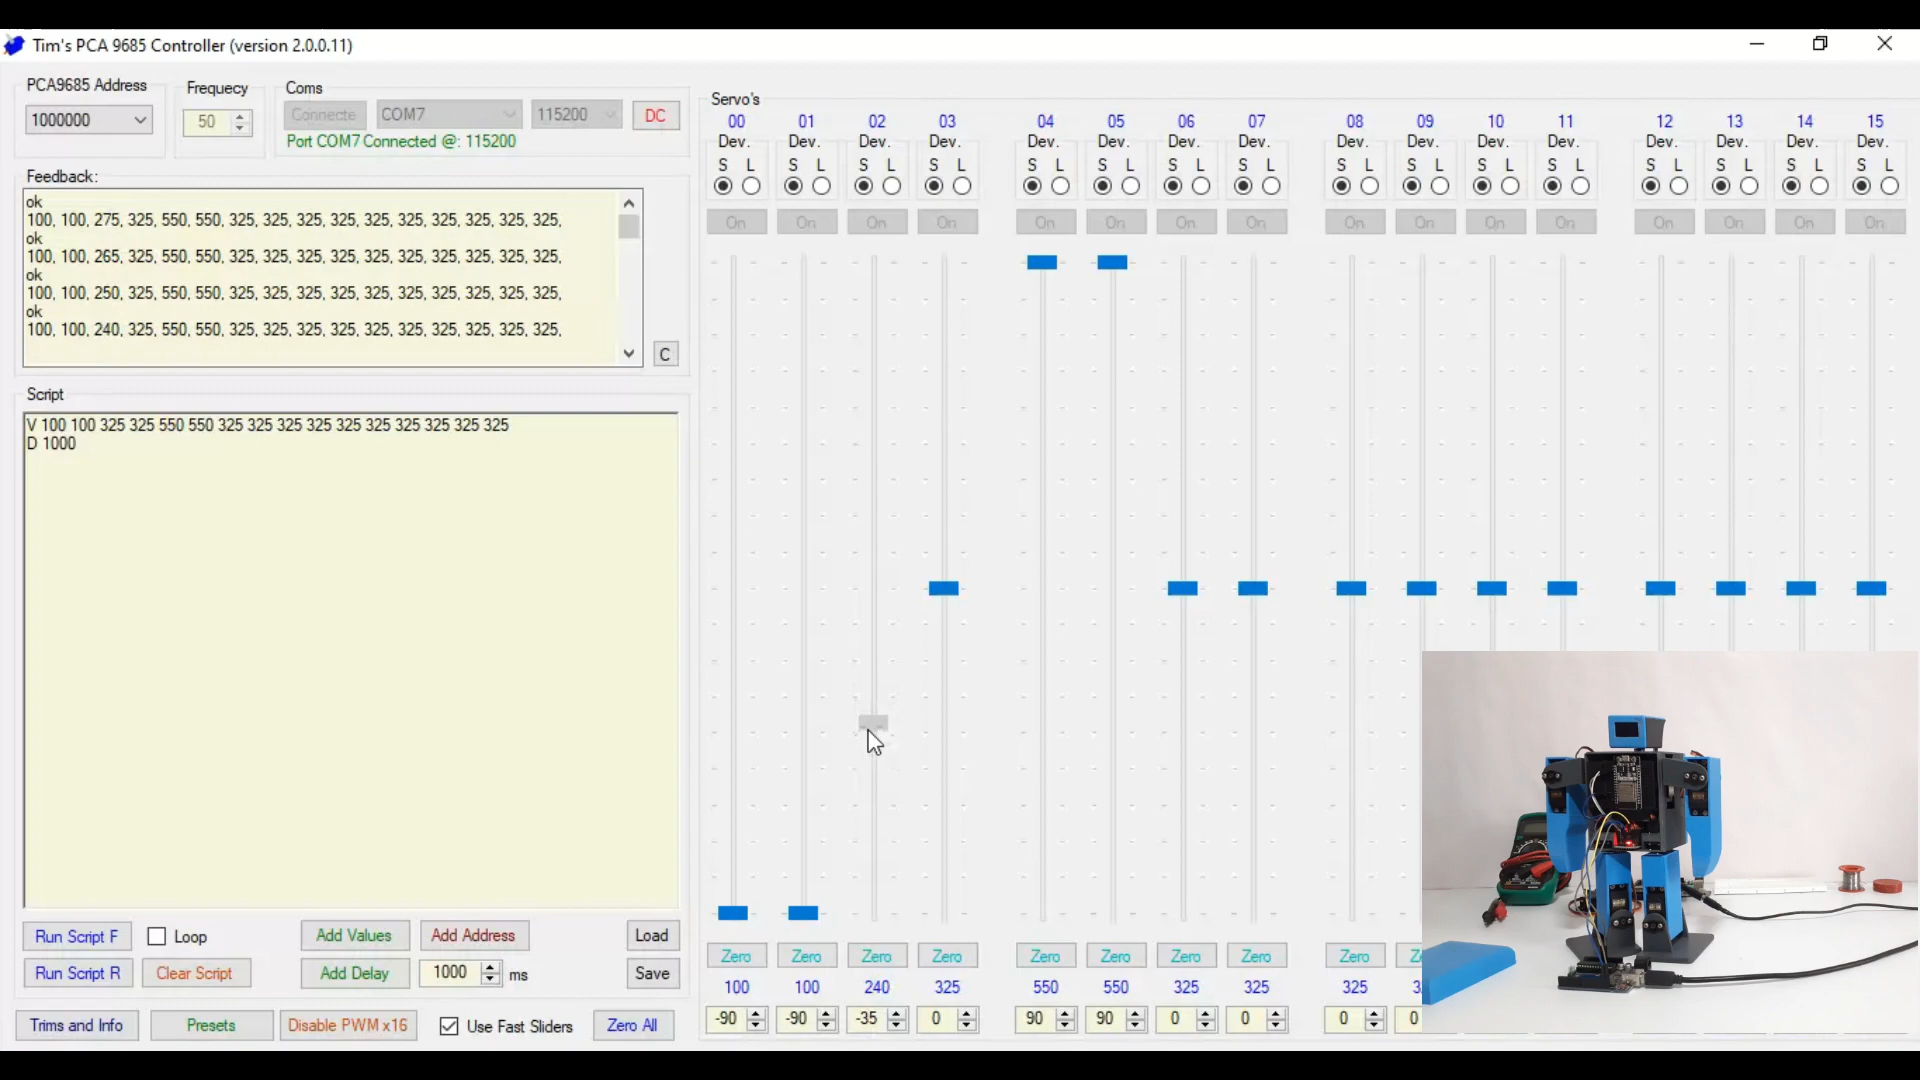 Tim's PCA 9685 Controller (version 2.0.0.11)
PCA9685 Address
Frequecy
Coms
1000000
50
Connecte
COM7
115200
DC
Port COM7 Connected @: 115200
Feedback:
ok
100, 100, 275, 325, 550, 550, 325, 325, 325, 325, 325, 325, 325, 325, 325, 325,
ok
100, 100, 265, 325, 550, 550, 325, 325, 325, 325, 325, 325, 325, 325, 325, 325,
ok
100, 100, 250, 325, 550, 550, 325, 325, 325, 325, 325, 325, 325, 325, 325, 325,
ok
100, 100, 240, 325, 550, 550, 325, 325, 325, 325, 325, 325, 325, 325, 325, 325,
C
Script
V 100 100 325 325 550 550 325 325 325 325 325 325 325 325 325 325
D 1000
Run Script F
Loop
Add Values
Add Address
Load
Run Script R
Clear Script
Add Delay
1000
ms
Save
Trims and Info
Presets
Disable PWM x16
Use Fast Sliders
Zero All
Servo's
00 01 02 03 04 05 06 07 08 09 10 11 12 13 14 15
Dev. Dev. Dev. Dev. Dev. Dev. Dev. Dev. Dev. Dev. Dev. Dev. Dev. Dev. Dev. Dev.
S L S L S L S L S L S L S L S L S L S L S L S L S L S L S L S L
On On On On On On On On On On On On On On On On
Zero Zero Zero Zero Zero Zero Zero Zero Zero
100 100 240 325 550 550 325 325 325
-90 -90 -35 0 90 90 0 0 0 0